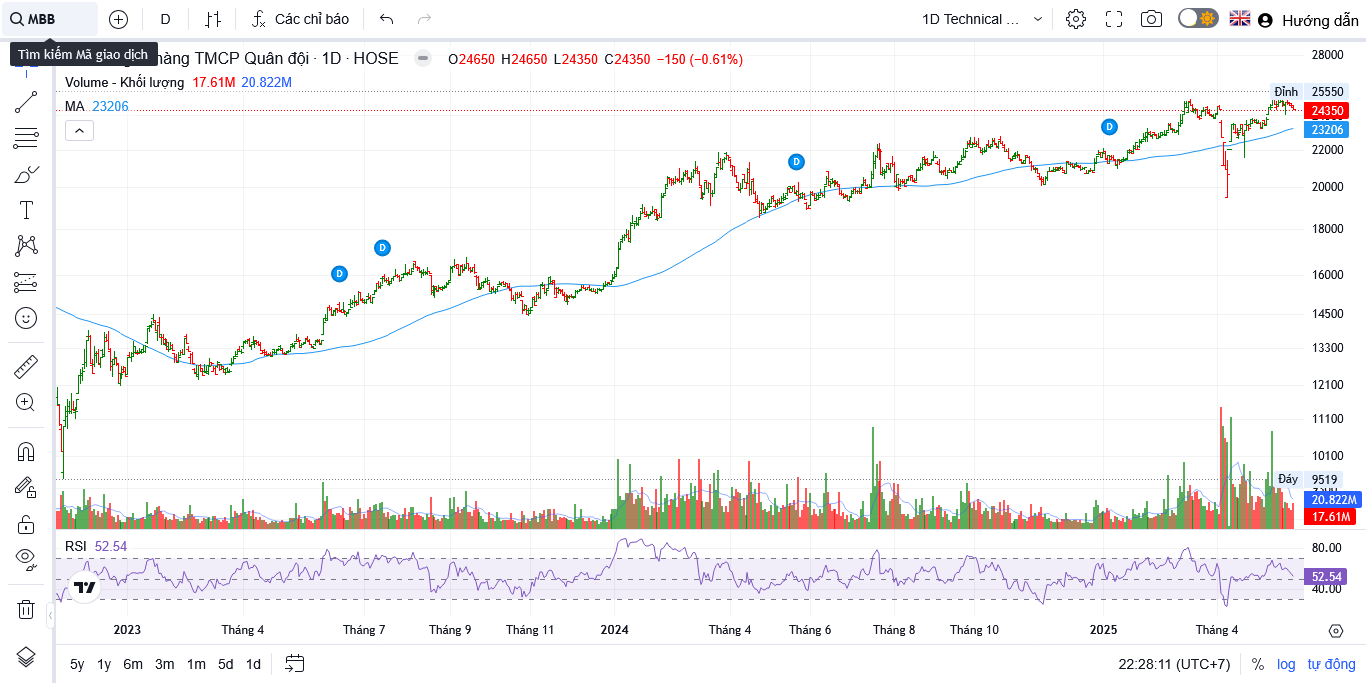 MBB
D
Các chỉ báo
1D Technical ...
Hướng dẫn
Tìm kiếm Mã giao dịch
hàng TMCP Quân đội · 1D · HOSE
O24650 H24650 L24350 C24350 −150 (−0.61%)
Volume - Khối lượng 17.61M 20.822M
MA 23206
28000
Đỉnh 25550
24350
23206
22000
20000
18000
16000
14500
13300
12100
11100
10100
Đáy 9519
20.822M
17.61M
D
D
D
D
RSI 52.54
80.00
52.54
40.00
2023 Tháng 4 Tháng 7 Tháng 9 Tháng 11 2024 Tháng 4 Tháng 6 Tháng 8 Tháng 10 2025 Tháng 4
5y 1y 6m 3m 1m 5d 1d
22:28:11 (UTC+7) % log tự động